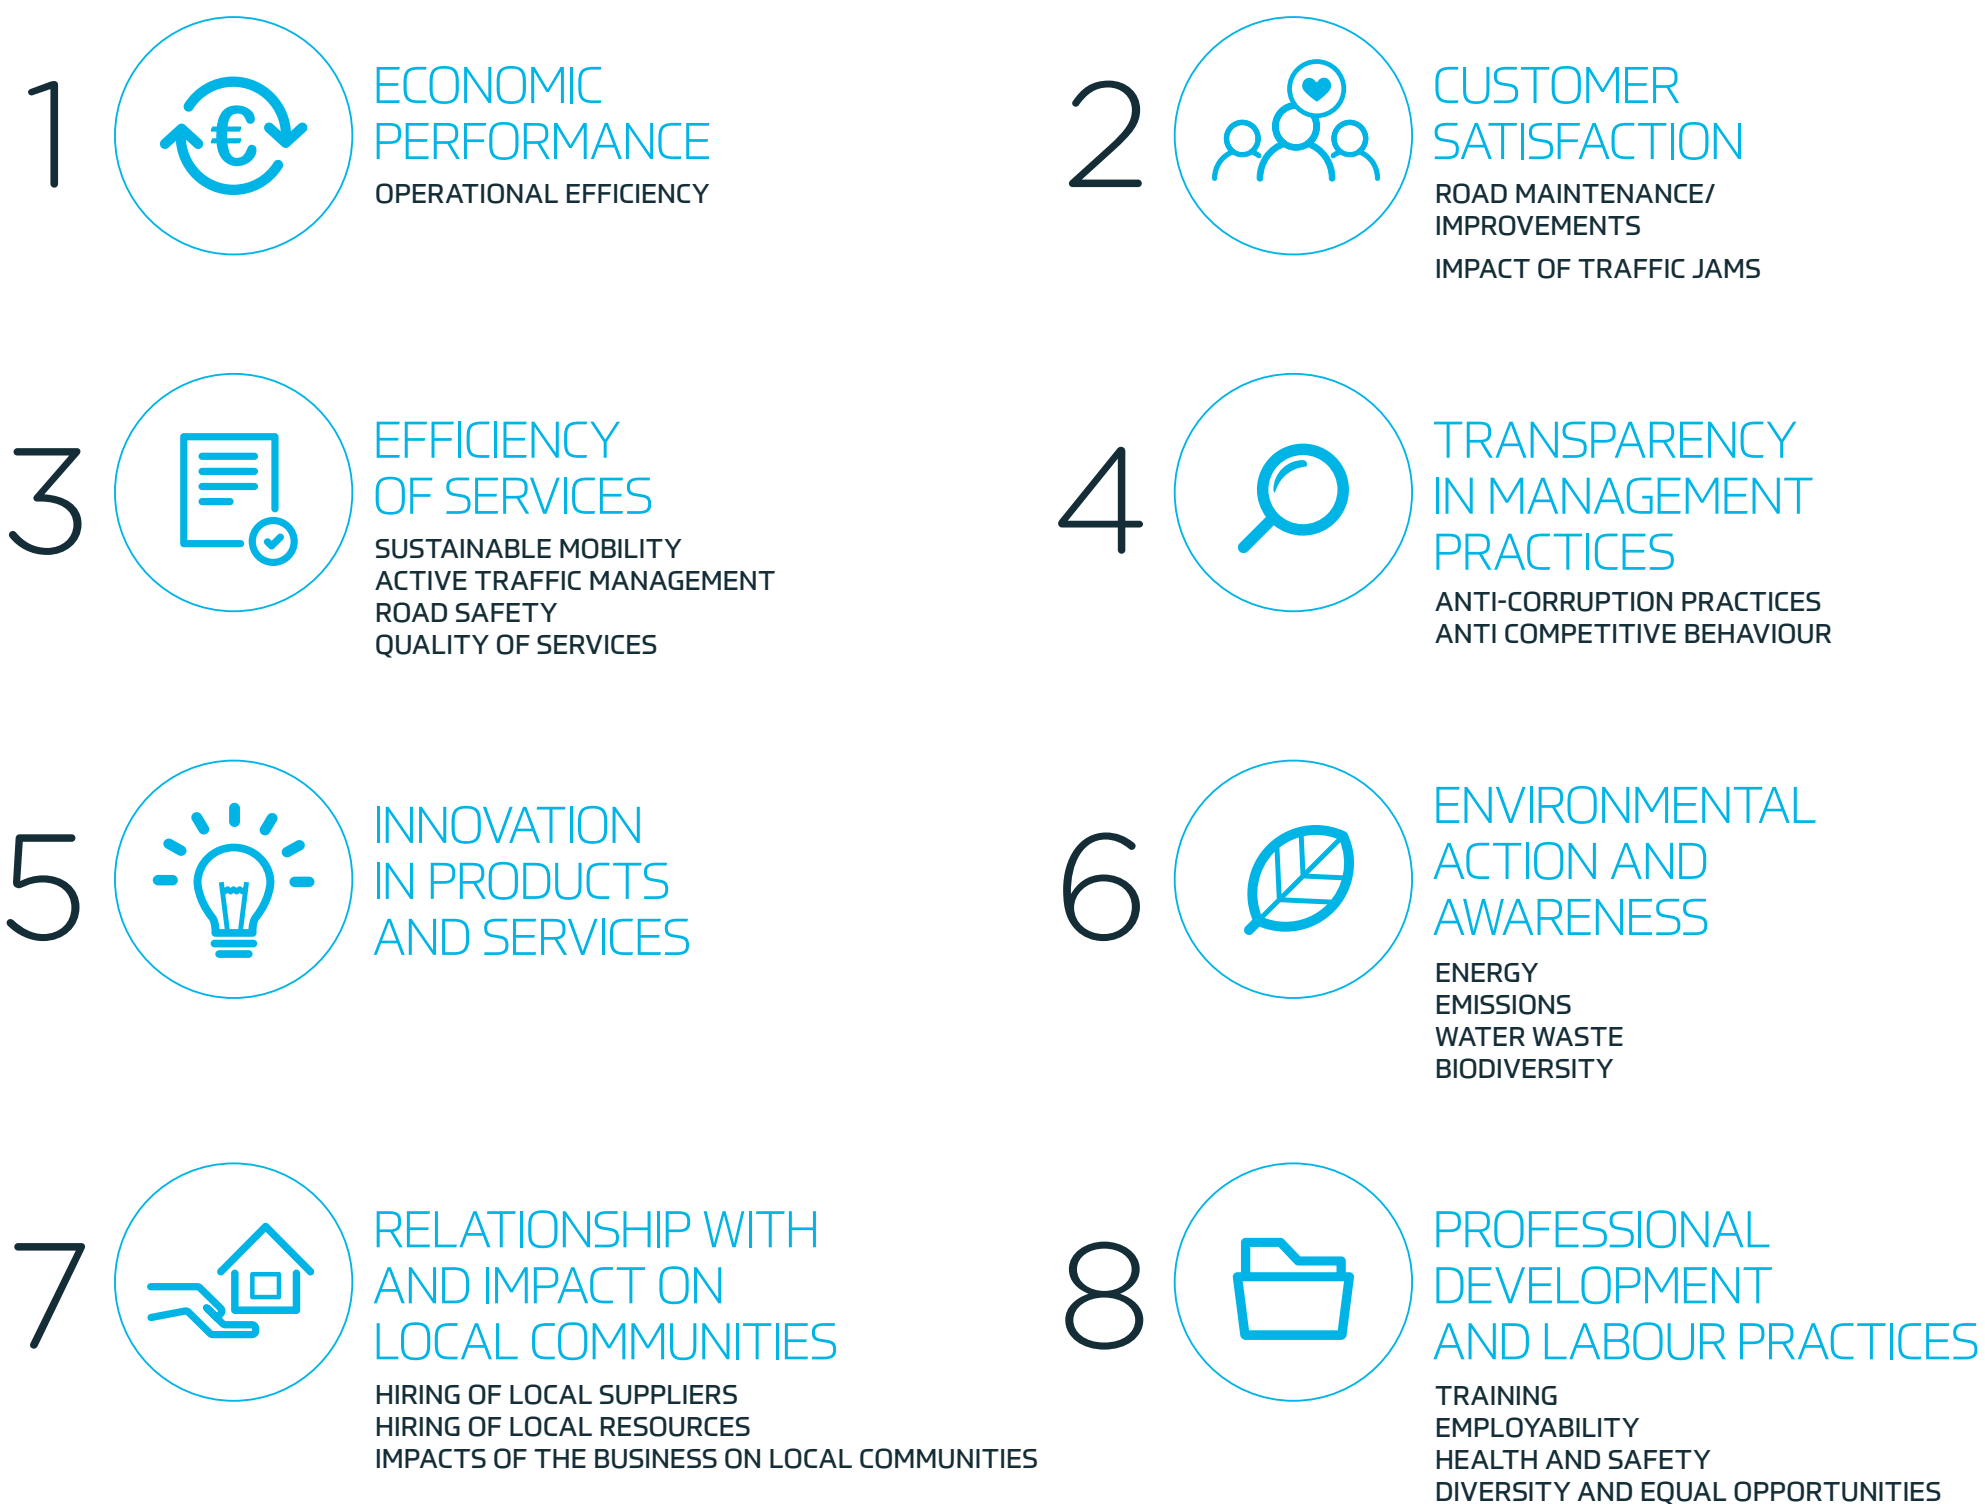 1
€
ECONOMIC
PERFORMANCE
OPERATIONAL EFFICIENCY
2
CUSTOMER
SATISFACTION
ROAD MAINTENANCE/
IMPROVEMENTS
IMPACT OF TRAFFIC JAMS
3
EFFICIENCY
OF SERVICES
SUSTAINABLE MOBILITY
ACTIVE TRAFFIC MANAGEMENT
ROAD SAFETY
QUALITY OF SERVICES
4
TRANSPARENCY
IN MANAGEMENT
PRACTICES
ANTI-CORRUPTION PRACTICES
ANTI COMPETITIVE BEHAVIOUR
5
INNOVATION
IN PRODUCTS
AND SERVICES
6
ENVIRONMENTAL
ACTION AND
AWARENESS
ENERGY
EMISSIONS
WATER WASTE
BIODIVERSITY
7
RELATIONSHIP WITH
AND IMPACT ON
LOCAL COMMUNITIES
HIRING OF LOCAL SUPPLIERS
HIRING OF LOCAL RESOURCES
IMPACTS OF THE BUSINESS ON LOCAL COMMUNITIES
8
PROFESSIONAL
DEVELOPMENT
AND LABOUR PRACTICES
TRAINING
EMPLOYABILITY
HEALTH AND SAFETY
DIVERSITY AND EQUAL OPPORTUNITIES